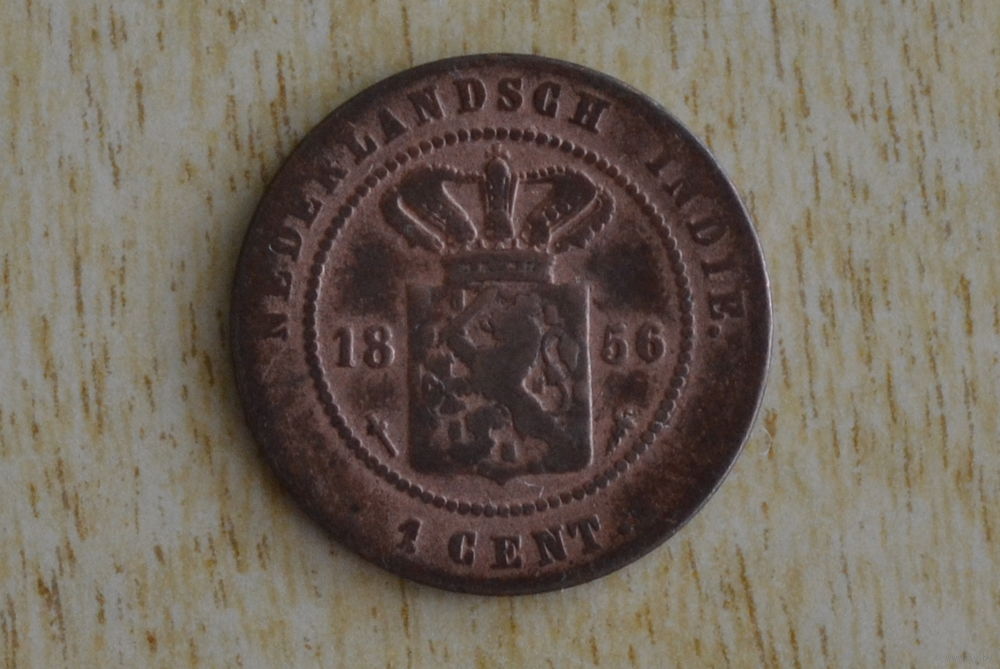 NEDERLANDSCH INDIE.
18 56
1 CENT.